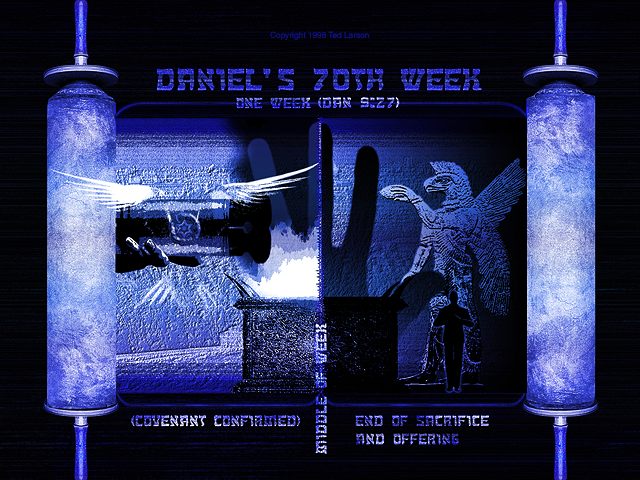 Copyright 1998 Ted Larson
DANIEL'S 70TH WEEK
ONE WEEK (DAN 9:27)
MIDDLE OF WEEK
(COVENANT CONFIRMED)
END OF SACRIFICE
AND OFFERING